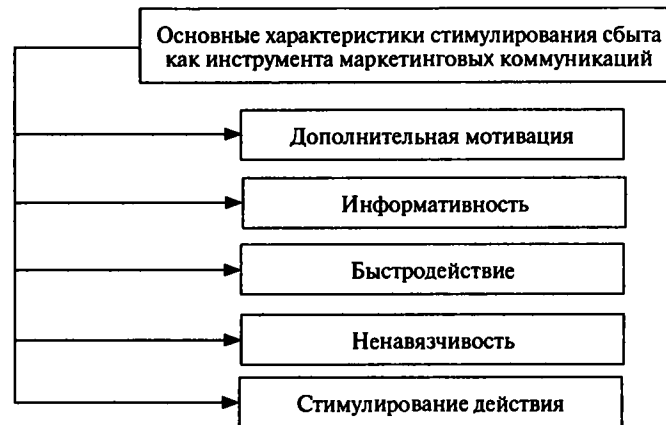 Основные характеристики стимулирования сбыта
как инструмента маркетинговых коммуникаций
Дополнительная мотивация
Информативность
Быстродействие
Ненавязчивость
Стимулирование действия